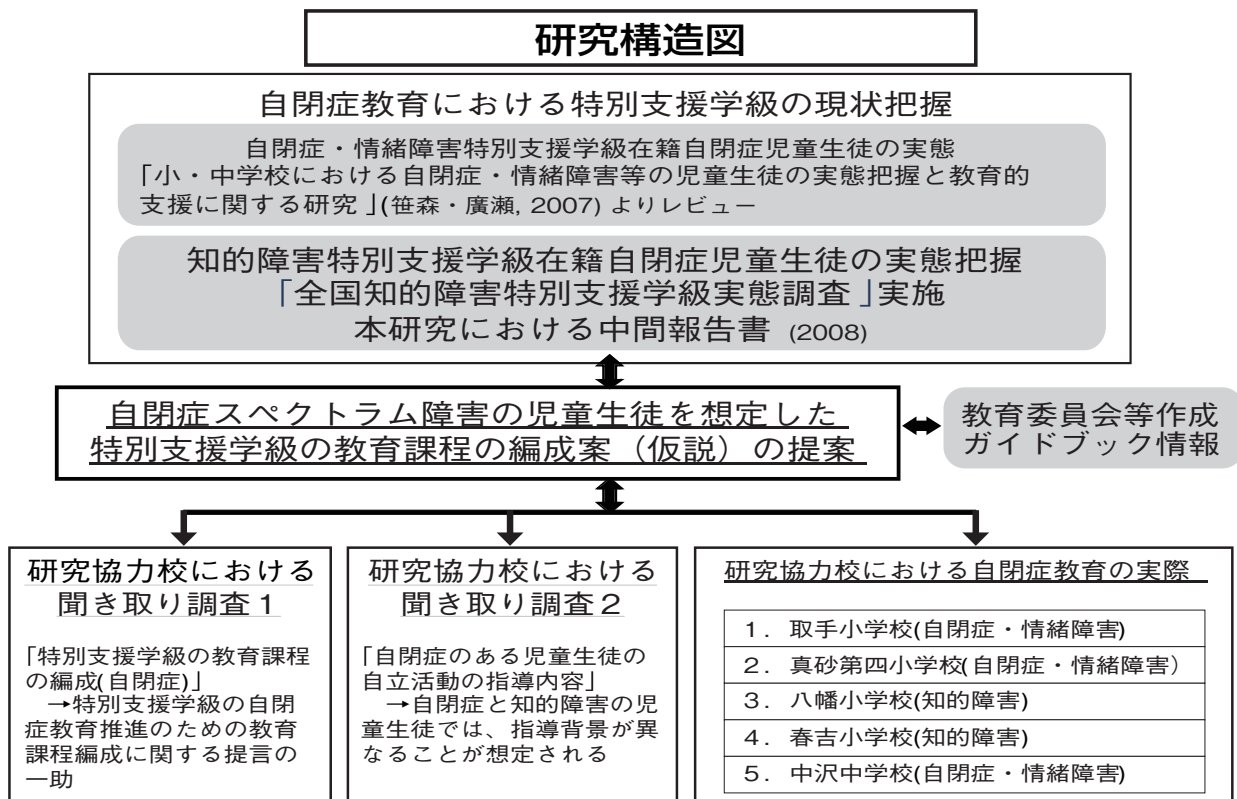 研究構造図
自閉症教育における特別支援学級の現状把握
自閉症・情緒障害特別支援学級在籍自閉症児童生徒の実態
「小・中学校における自閉症・情緒障害等の児童生徒の実態把握と教育的
支援に関する研究」(笹森・廣瀬, 2007) よりレビュー
知的障害特別支援学級在籍自閉症児童生徒の実態把握
「全国知的障害特別支援学級実態調査」実施
本研究における中間報告書 (2008)
自閉症スペクトラム障害の児童生徒を想定した
特別支援学級の教育課程の編成案(仮説)の提案
教育委員会等作成
ガイドブック情報
研究協力校における
聞き取り調査1
「特別支援学級の教育課程
の編成(自閉症)」
→特別支援学級の自閉
症教育推進のための教育
課程編成に関する提言の
一助
研究協力校における
聞き取り調査2
「自閉症のある児童生徒の
自立活動の指導内容」
→自閉症と知的障害の児
童生徒では、指導背景が異
なることが想定される
研究協力校における自閉症教育の実際
1. 取手小学校(自閉症・情緒障害)
2. 真砂第四小学校(自閉症・情緒障害)
3. 八幡小学校(知的障害)
4. 春吉小学校(知的障害)
5. 中沢中学校(自閉症・情緒障害)